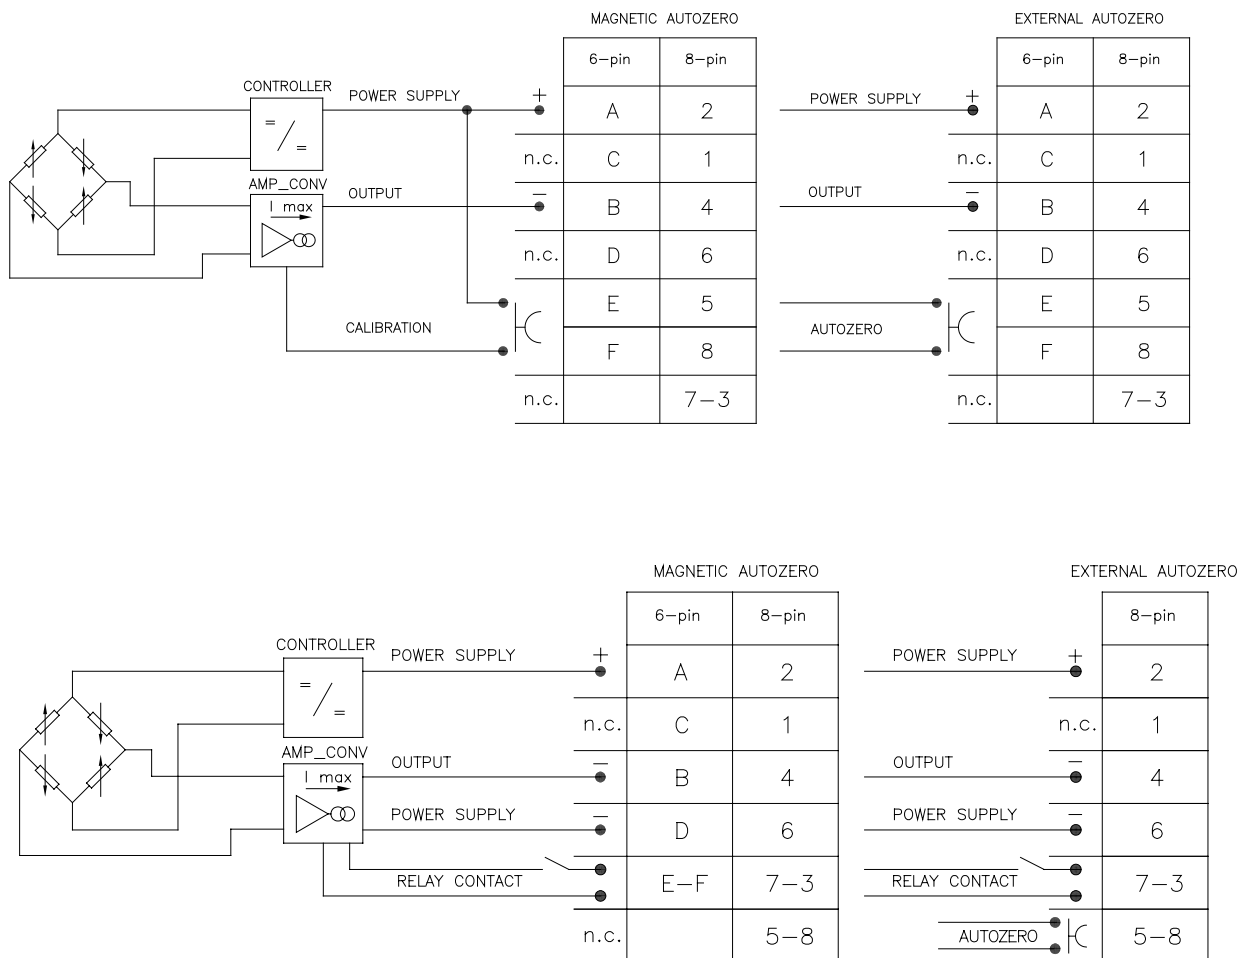 MAGNETIC AUTOZERO EXTERNAL AUTOZERO
6-pin 8-pin 6-pin 8-pin
CONTROLLER POWER SUPPLY + A 2 POWER SUPPLY + A 2
= / =
n.c. C 1 n.c. C 1
AMP_CONV OUTPUT − B 4 OUTPUT − B 4
I max
n.c. D 6 n.c. D 6
E 5 E 5
CALIBRATION AUTOZERO
F 8 F 8
n.c. 7-3 n.c. 7-3
MAGNETIC AUTOZERO EXTERNAL AUTOZERO
6-pin 8-pin 8-pin
CONTROLLER POWER SUPPLY + A 2 POWER SUPPLY + 2
= / =
n.c. C 1 n.c. 1
AMP_CONV OUTPUT − B 4 OUTPUT − 4
I max
POWER SUPPLY − D 6 POWER SUPPLY − 6
RELAY CONTACT E-F 7-3 RELAY CONTACT 7-3
n.c. 5-8 AUTOZERO 5-8